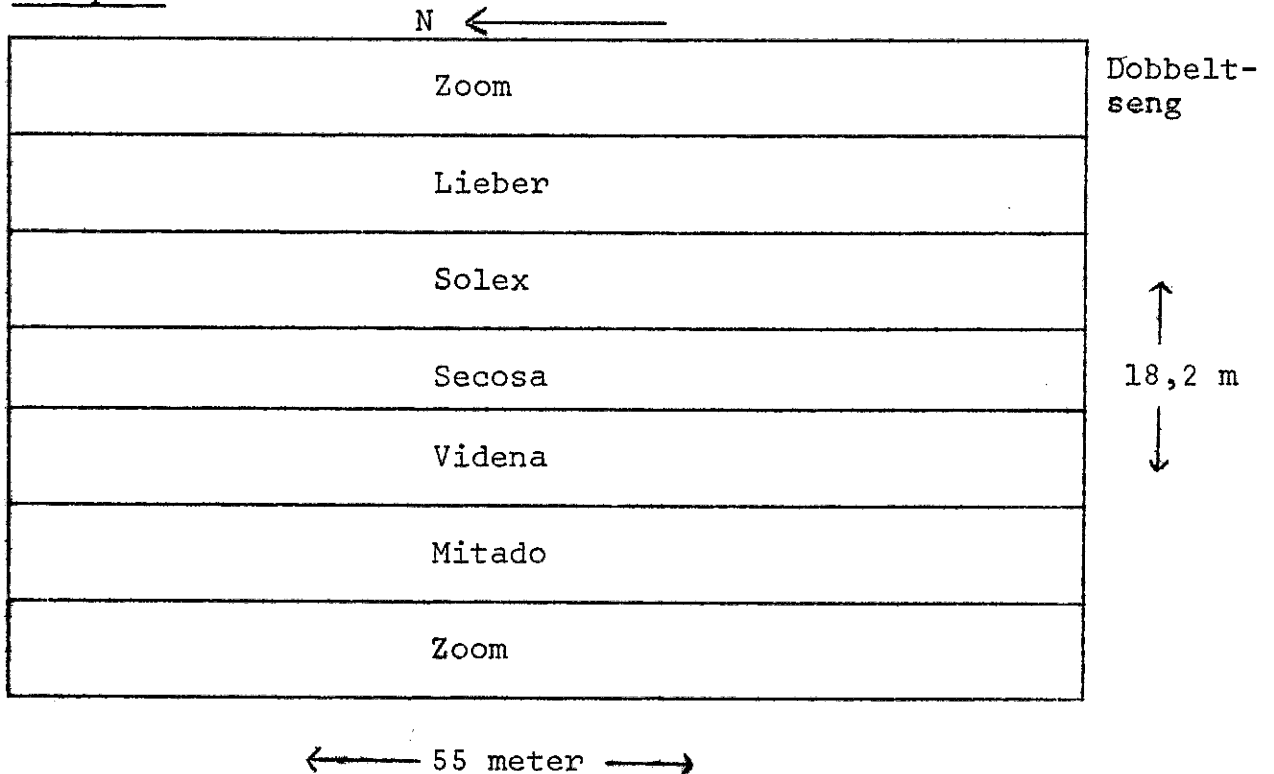 N
Zoom
Dobbelt-
seng
Lieber
Solex
Secosa
18,2 m
Videna
Mitado
Zoom
55 meter